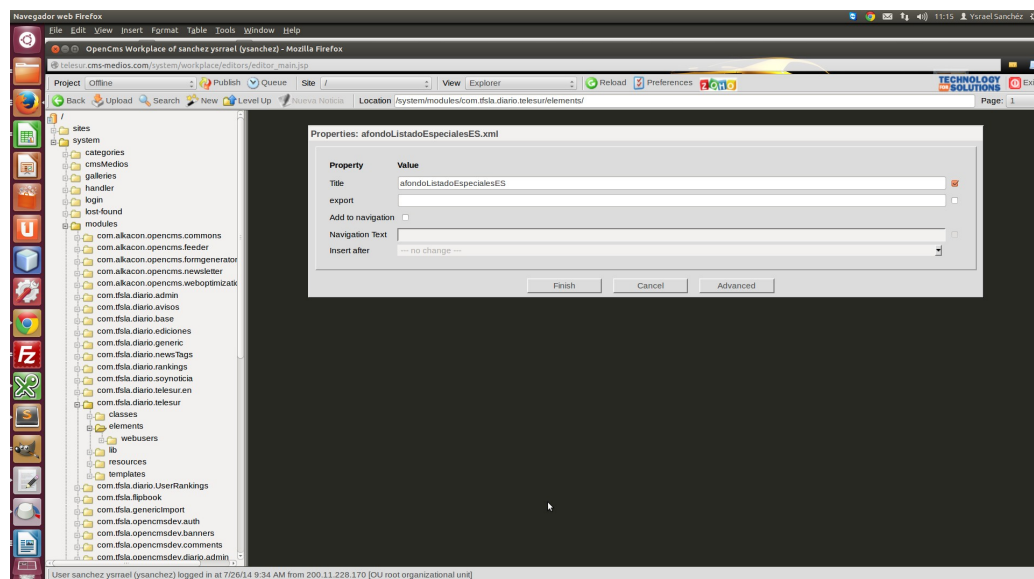 Navegador web Firefox
11:15 Ysrael Sanchéz
File Edit View Insert Format Table Tools Window Help
OpenCms Workplace of sanchez ysrrael (ysanchez) - Mozilla Firefox
telesur.cms-medios.com/system/workplace/editors/editor_main.jsp
Project Offline Publish Queue Site / View Explorer Reload Preferences ZOHO TECHNOLOGY FOR SOLUTIONS Exi
Back Upload Search New Level Up Nueva Noticia Location /system/modules/com.tfsla.diario.telesur/elements/ Page: 1
/
sites
system
categories
cmsMedios
galleries
handler
login
lost-found
modules
com.alkacon.opencms.commons
com.alkacon.opencms.feeder
com.alkacon.opencms.formgenerator
com.alkacon.opencms.newsletter
com.alkacon.opencms.weboptimizatio
com.tfsla.diario.admin
com.tfsla.diario.avisos
com.tfsla.diario.base
com.tfsla.diario.ediciones
com.tfsla.diario.generic
com.tfsla.diario.newsTags
com.tfsla.diario.rankings
com.tfsla.diario.soynoticia
com.tfsla.diario.telesur.en
com.tfsla.diario.telesur
classes
elements
webusers
lib
resources
templates
com.tfsla.diario.UserRankings
com.tfsla.flipbook
com.tfsla.genericImport
com.tfsla.opencmsdev.auth
com.tfsla.opencmsdev.banners
com.tfsla.opencmsdev.comments
com.tfsla.opencmsdev.diario.admin
Properties: afondoListadoEspecialesES.xml
Property Value
Title afondoListadoEspecialesES
export
Add to navigation
Navigation Text
Insert after --- no change ---
Finish Cancel Advanced
User sanchez ysrrael (ysanchez) logged in at 7/26/14 9:34 AM from 200.11.228.170 [OU root organizational unit]